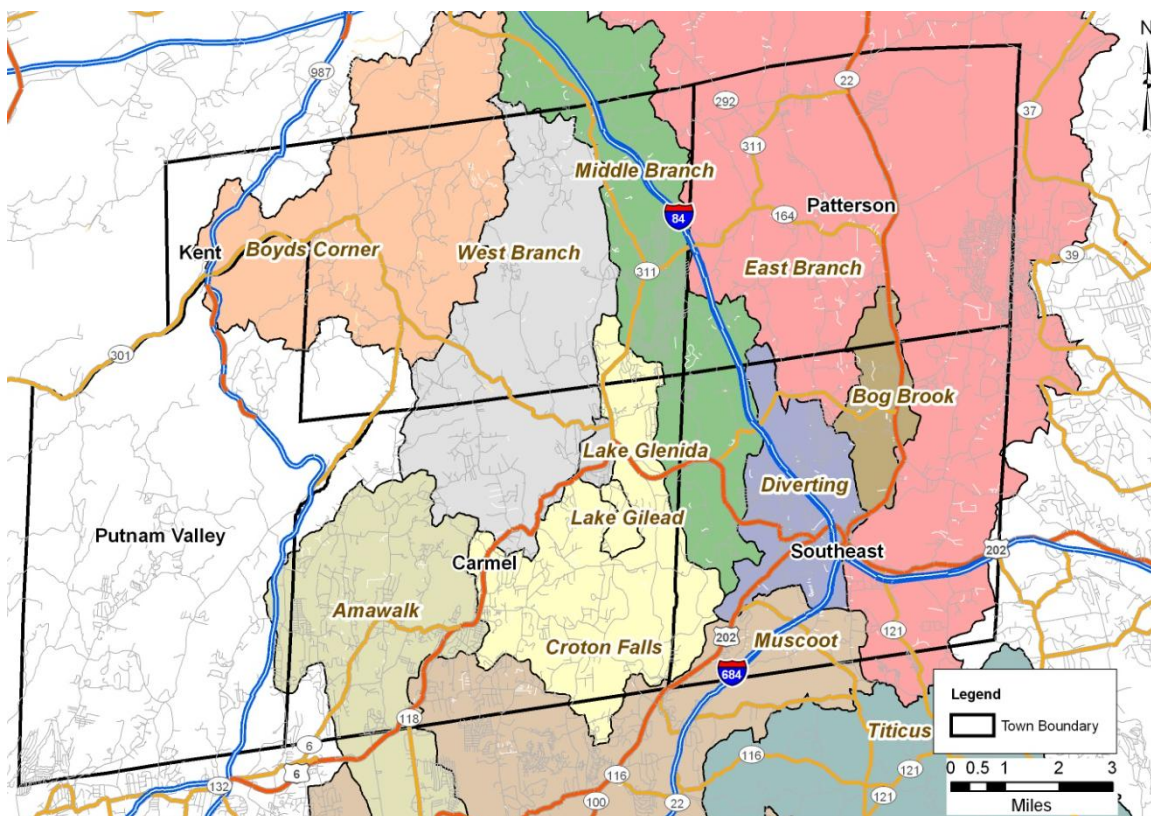 N
987
22
292
37
311
Middle Branch
Patterson
84
164
Kent
Boyds Corner
West Branch
East Branch
39
311
301
Bog Brook
Lake Glenida
Diverting
Lake Gilead
Putnam Valley
Southeast
202
Carmel
Amawalk
Croton Falls
202
Muscoot
121
684
Legend
Town Boundary
118
Titicus
6
6
116
116
121
132
100
22
121
0 0.5 1 2 3
Miles